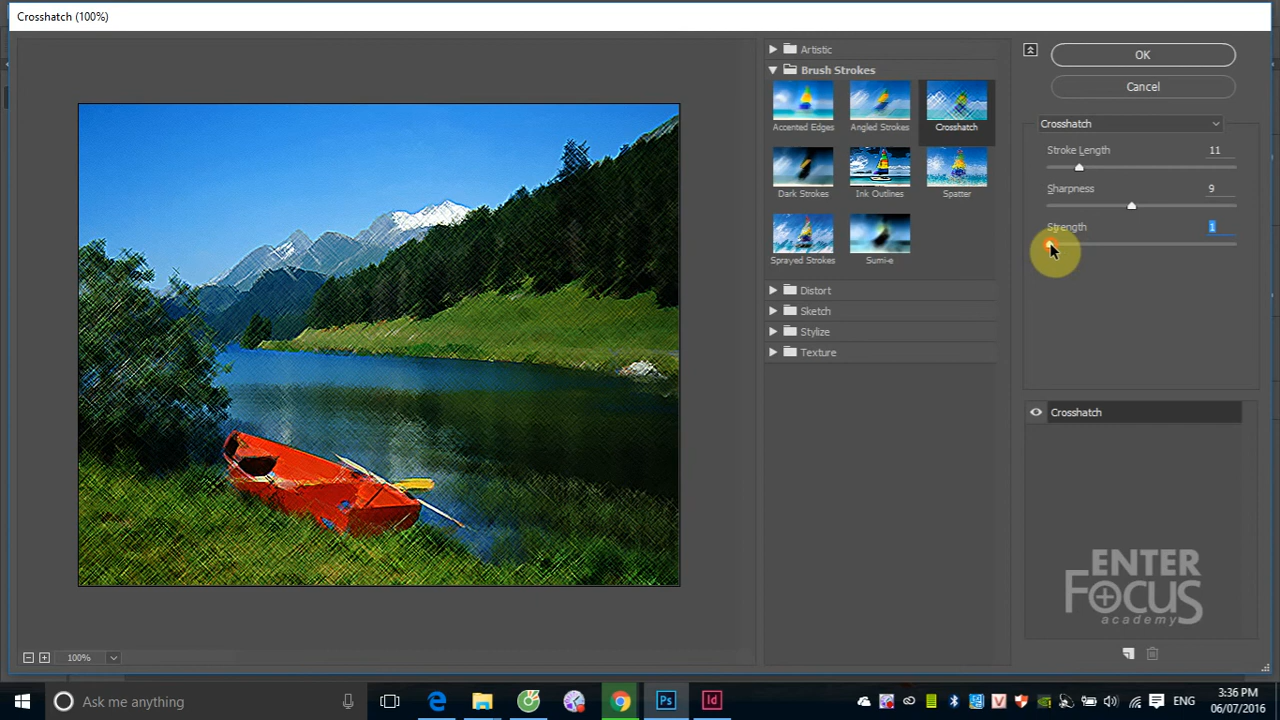 Crosshatch (100%)
Artistic
Brush Strokes
Accented Edges
Angled Strokes
Crosshatch
Dark Strokes
Ink Outlines
Spatter
Sprayed Strokes
Sumi-e
Distort
Sketch
Stylize
Texture
OK
Cancel
Crosshatch
Stroke Length 11
Sharpness 9
Strength 1
Crosshatch
ENTER
FOCUS
academy
100%
Ask me anything
Ps
Id
V
ENG
3:36 PM
06/07/2016